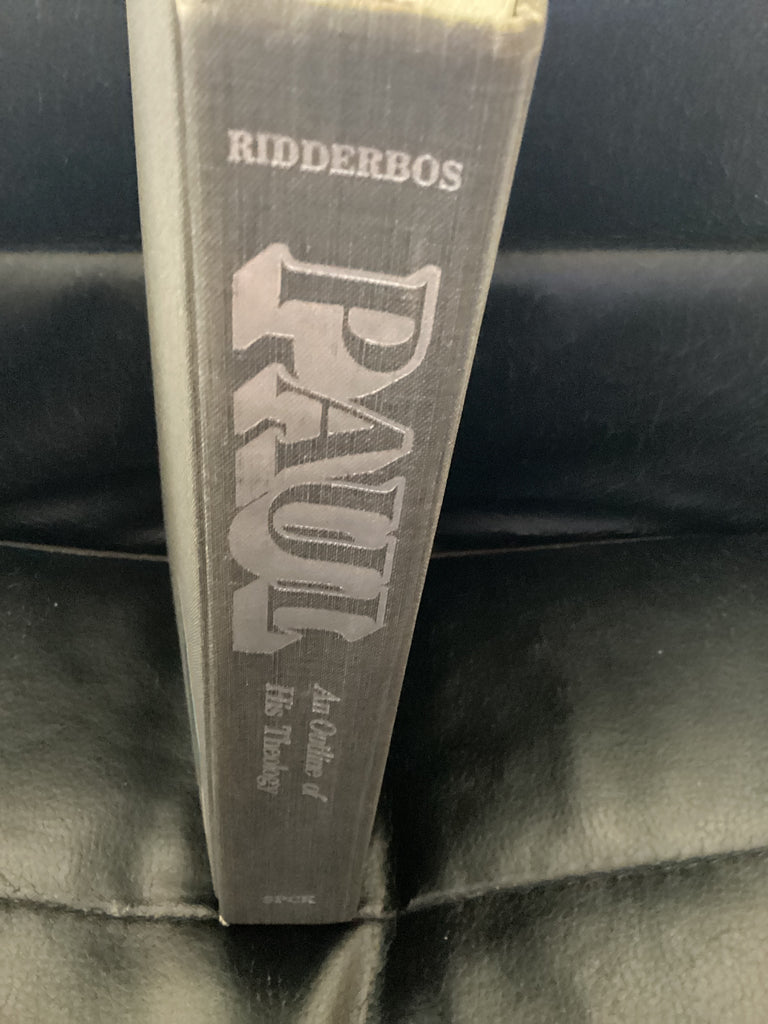 RIDDERBOS
PAUL
An Outline of
His Theology
SPCK